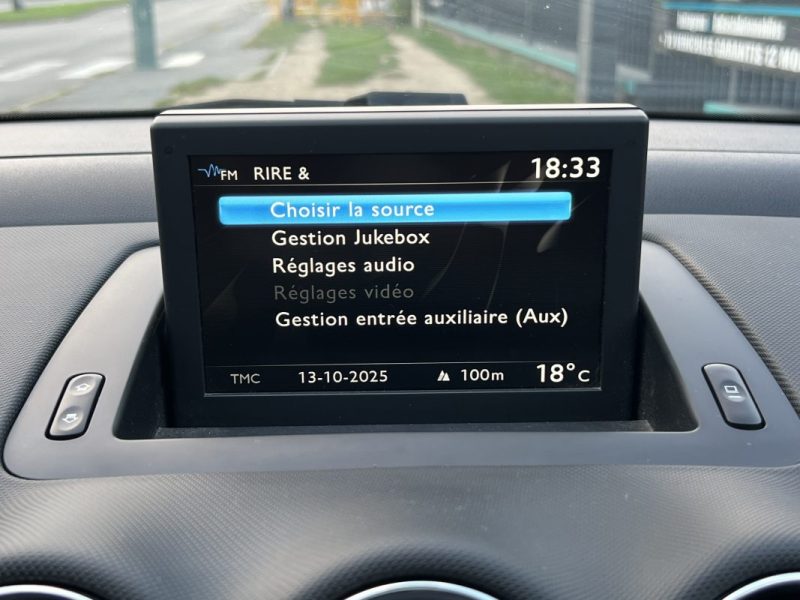 FM RIRE & 18:33
Choisir la source
Gestion Jukebox
Réglages audio
Réglages vidéo
Gestion entrée auxiliaire (Aux)
TMC 13-10-2025 100m 18°C